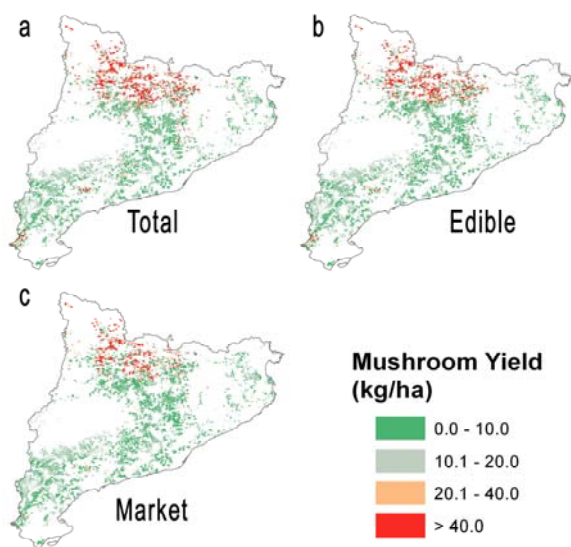 a
b
Total
Edible
c
Market
Mushroom Yield
(kg/ha)
0.0 - 10.0
10.1 - 20.0
20.1 - 40.0
> 40.0